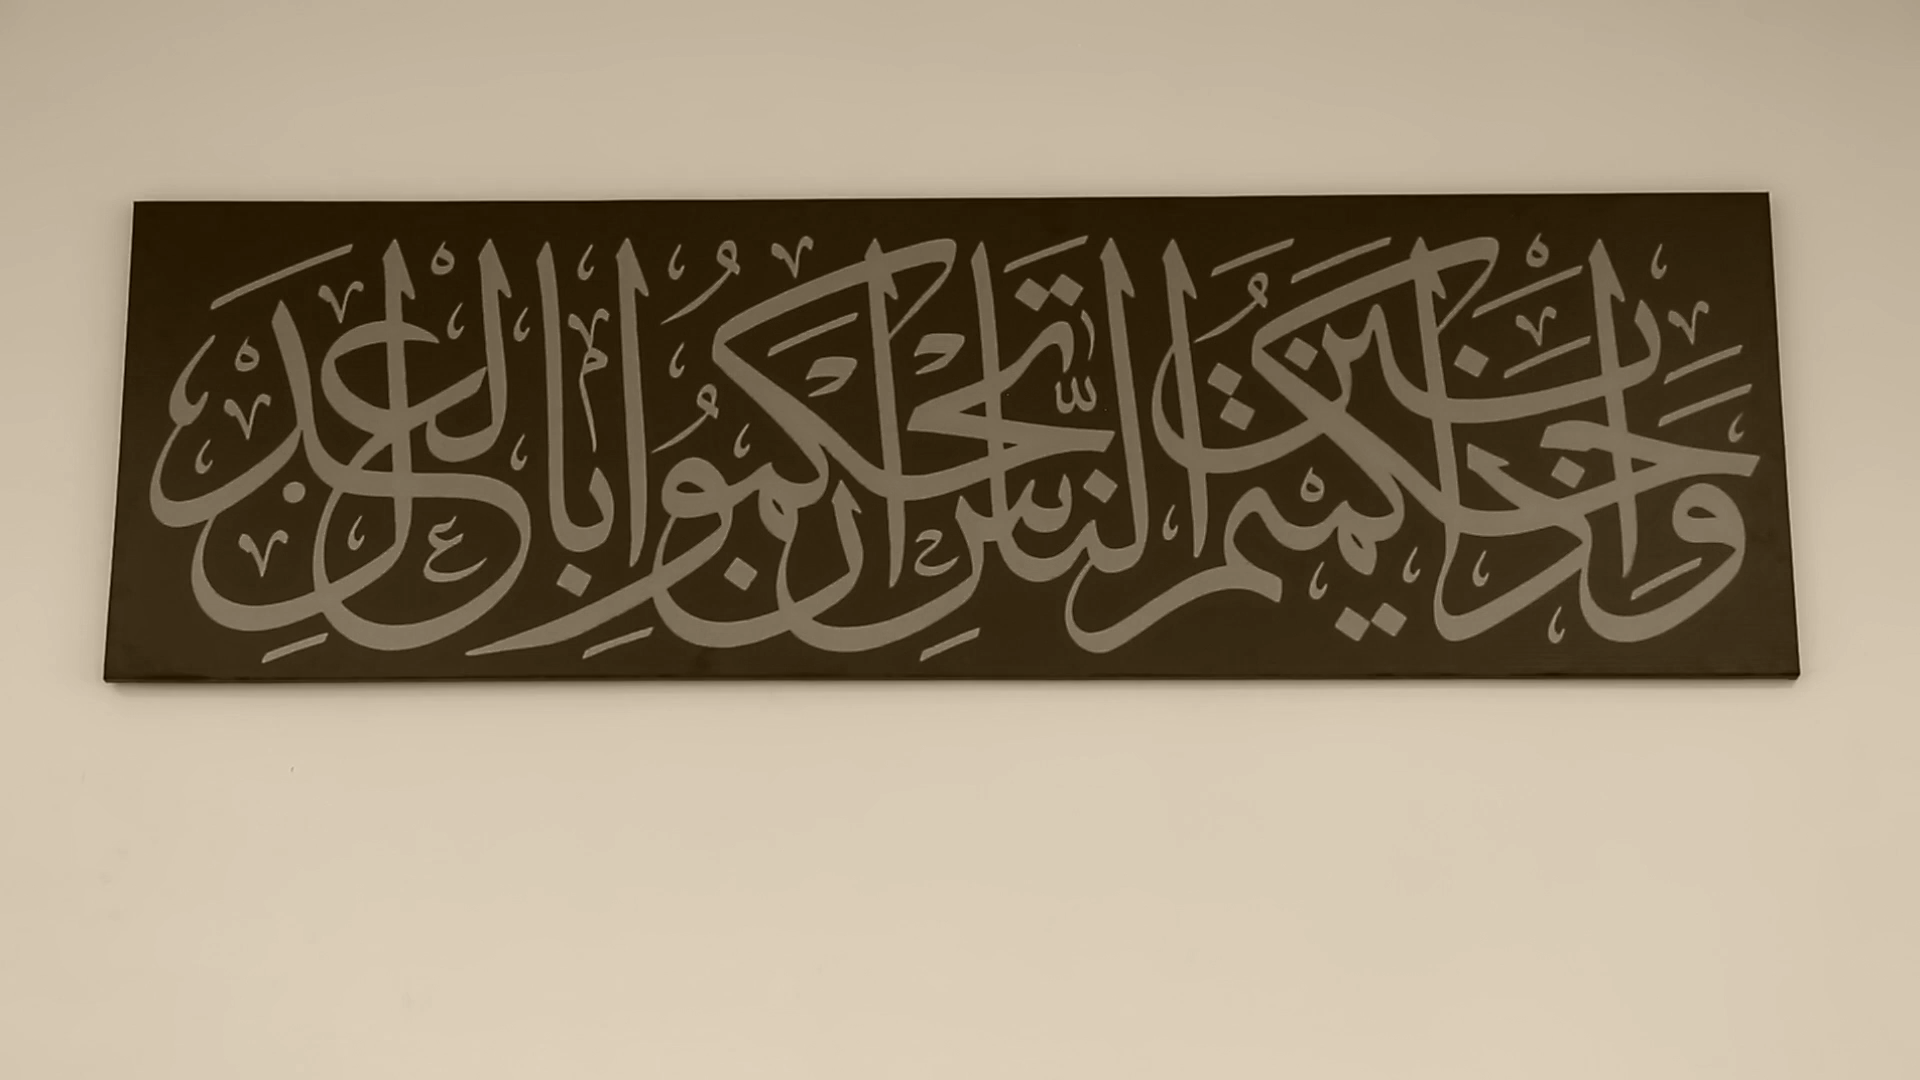 وَإِذَا حَكَمْتُمْ بَيْنَ النَّاسِ أَنْ تَحْكُمُوا بِالْعَدْلِ